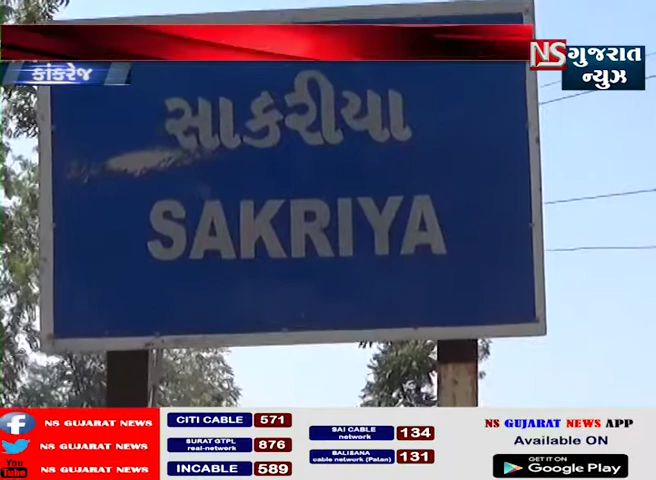 NS ગુજરાત
ન્યુઝ
કાંકરેજ
સાકરીયા
SAKRIYA
NS GUJARAT NEWS
NS GUJARAT NEWS
You Tube NS GUJARAT NEWS
CITI CABLE 571
SURAT GTPL real-network 876
INCABLE 589
SAI CABLE network 134
BALISANA cable network (Patan) 131
NS GUJARAT NEWS APP
Available ON
GET IT ON
Google Play